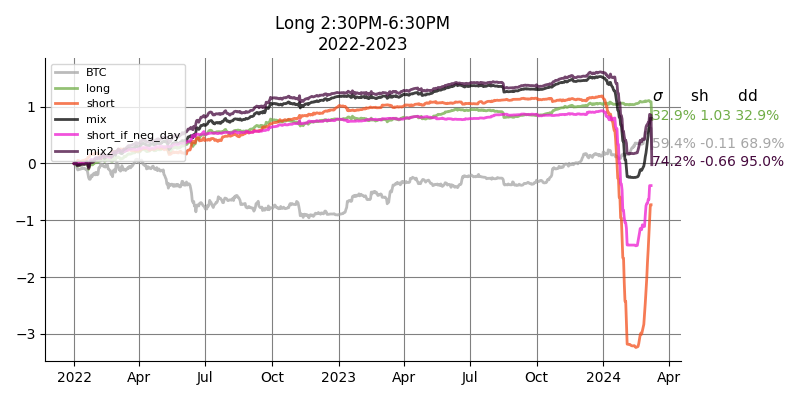 Long 2:30PM-6:30PM
2022-2023
BTC
long
short
mix
short_if_neg_day
mix2
σ sh dd
32.9% 1.03 32.9%
59.4% -0.11 68.9%
74.2% -0.66 95.0%
1
0
−1
−2
−3
2022 Apr Jul Oct 2023 Apr Jul Oct 2024 Apr